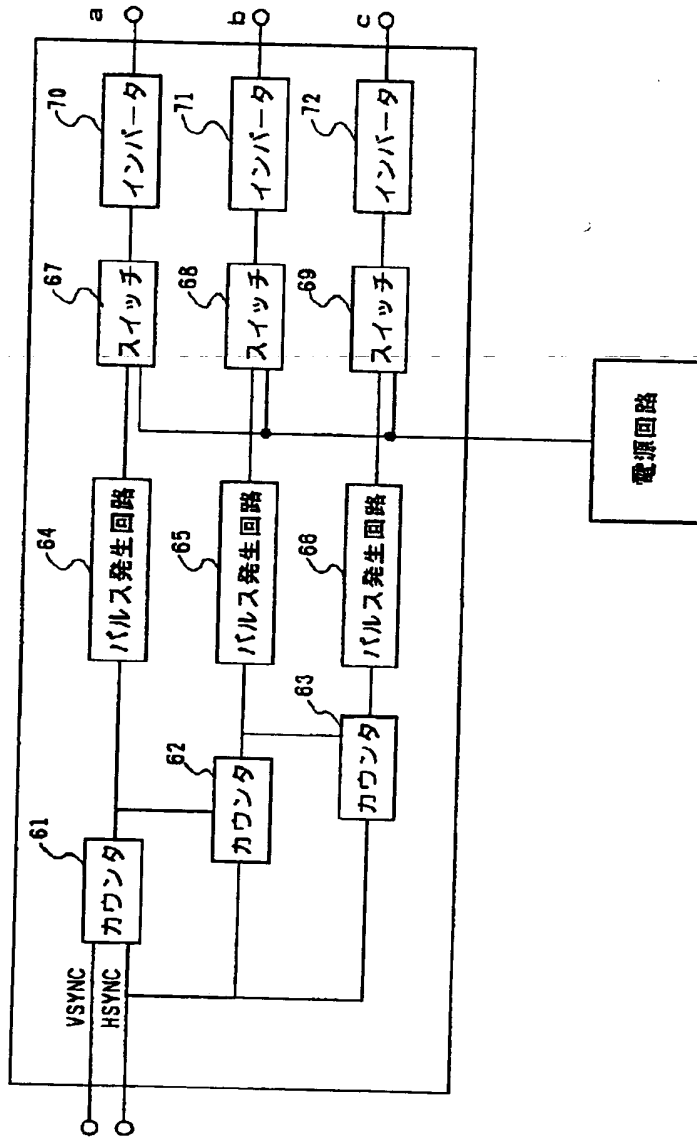 VSYNC
HSYNC
61
カウンタ
62
カウンタ
63
カウンタ
64
パルス発生回路
65
パルス発生回路
66
パルス発生回路
67
スイッチ
68
スイッチ
69
スイッチ
70
インバータ
71
インバータ
72
インバータ
a
b
c
電源回路